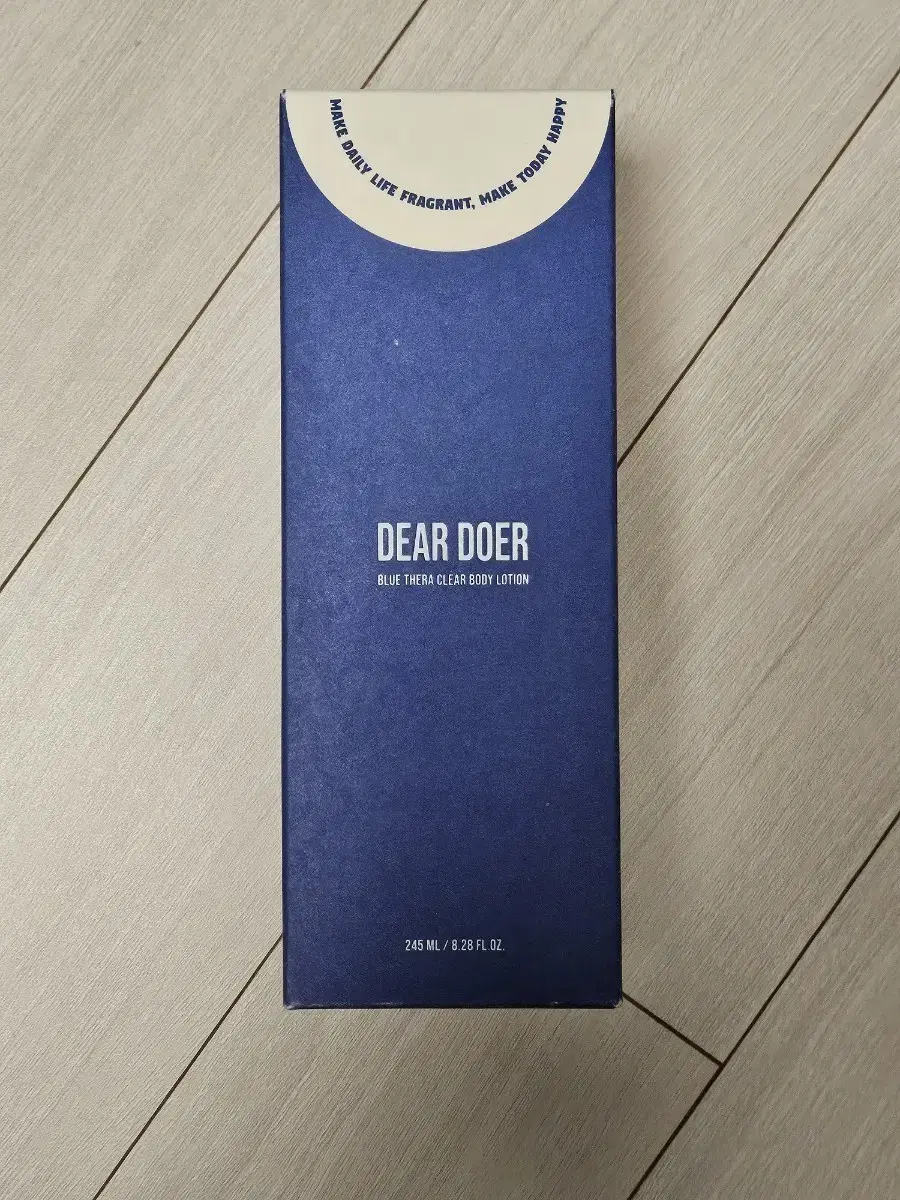 MAKE DAILY LIFE FRAGRANT, MAKE TODAY HAPPY
DEAR DOER
BLUE THERA CLEAR BODY LOTION
245 ML / 8.28 FL.OZ.